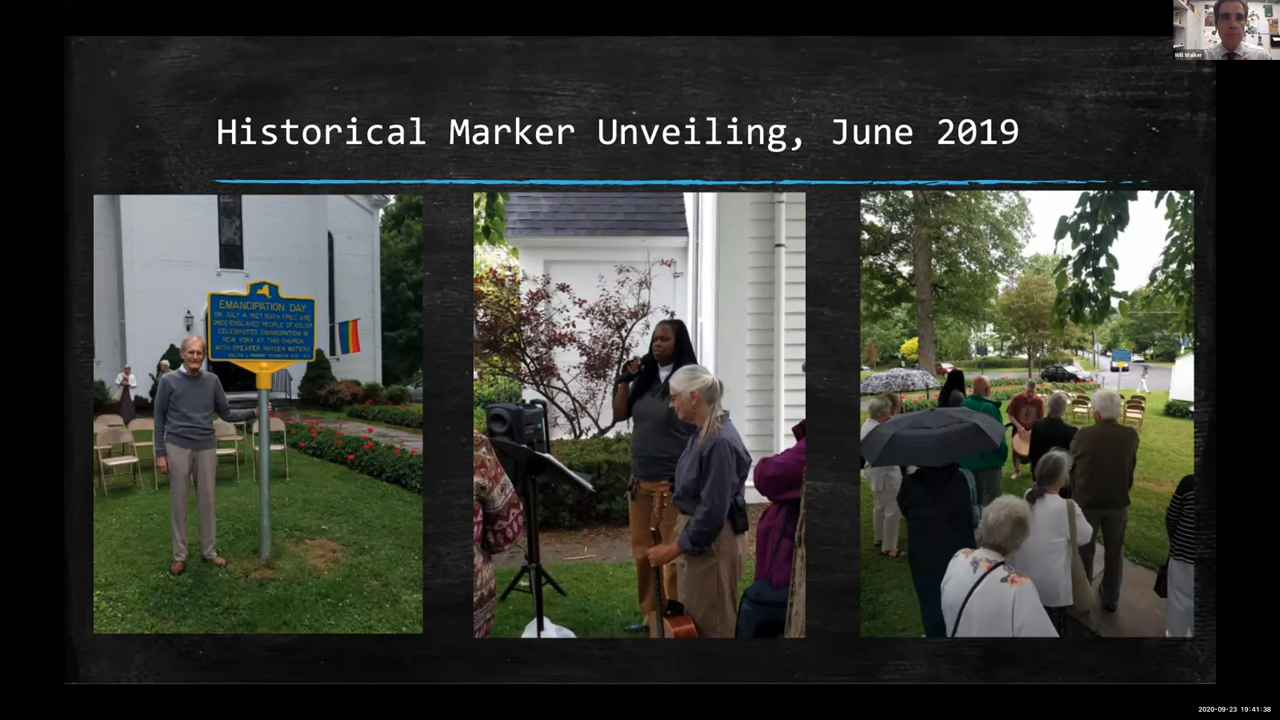 Will Walker
Historical Marker Unveiling, June 2019
EMANCIPATION DAY
ON JULY 4, 1827 BOTH FREE AND
ONCE-ENSLAVED PEOPLE OF COLOR
CELEBRATED EMANCIPATION IN
NEW YORK AT THIS CHURCH
WITH SPEAKER HAYDEN WATERS
WILLIAM G. POMEROY FOUNDATION 2019
2020-09-23 19:41:38